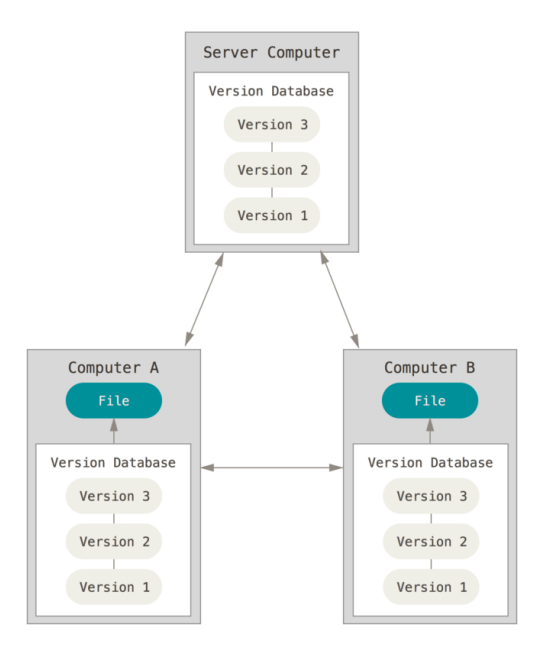 Server Computer
Version Database
Version 3
Version 2
Version 1
Computer A
File
Version Database
Version 3
Version 2
Version 1
Computer B
File
Version Database
Version 3
Version 2
Version 1